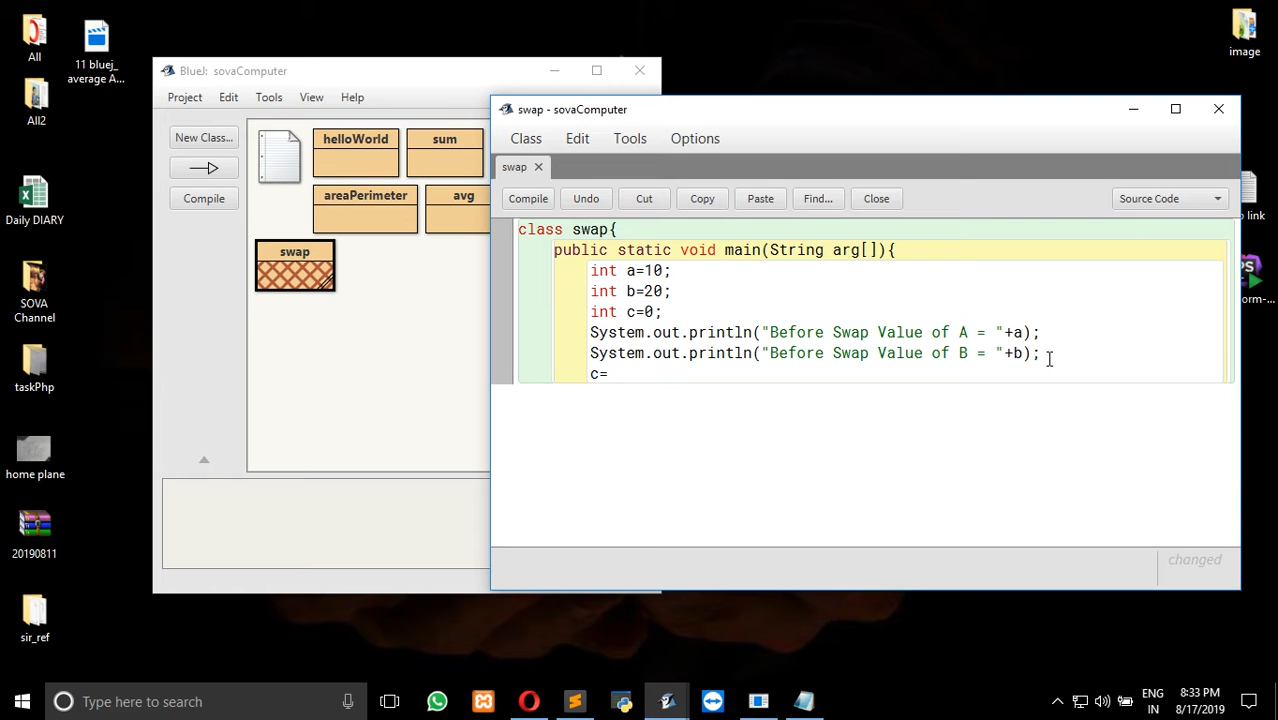 All
11 bluej_
average A...
All2
Daily DIARY
SOVA
Channel
taskPhp
home plane
20190811
sir_ref
image
BlueJ: sovaComputer
Project Edit Tools View Help
New Class...
Compile
helloWorld
sum
areaPerimeter
avg
swap
swap - sovaComputer
Class Edit Tools Options
swap
Compile Undo Cut Copy Paste Find... Close Source Code
class swap{
public static void main(String arg[]){
int a=10;
int b=20;
int c=0;
System.out.println("Before Swap Value of A = "+a);
System.out.println("Before Swap Value of B = "+b);
c=
changed
link
PS
orm-...
Type here to search
ENG
IN
8:33 PM
8/17/2019